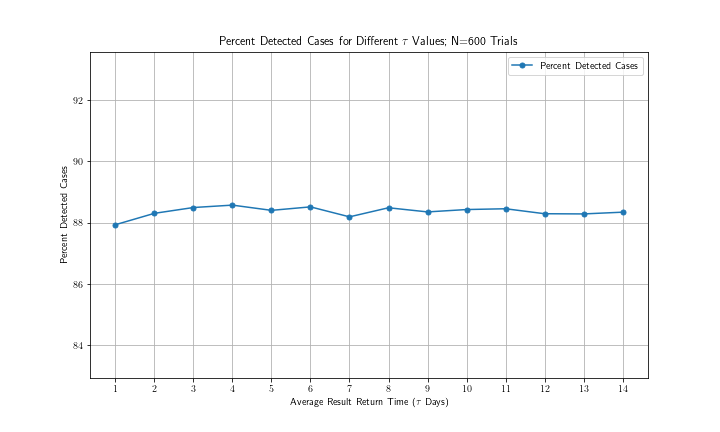 Percent Detected Cases for Different τ Values; N=600 Trials
Percent Detected Cases
92
90
88
86
84
Percent Detected Cases
1 2 3 4 5 6 7 8 9 10 11 12 13 14
Average Result Return Time (τ Days)